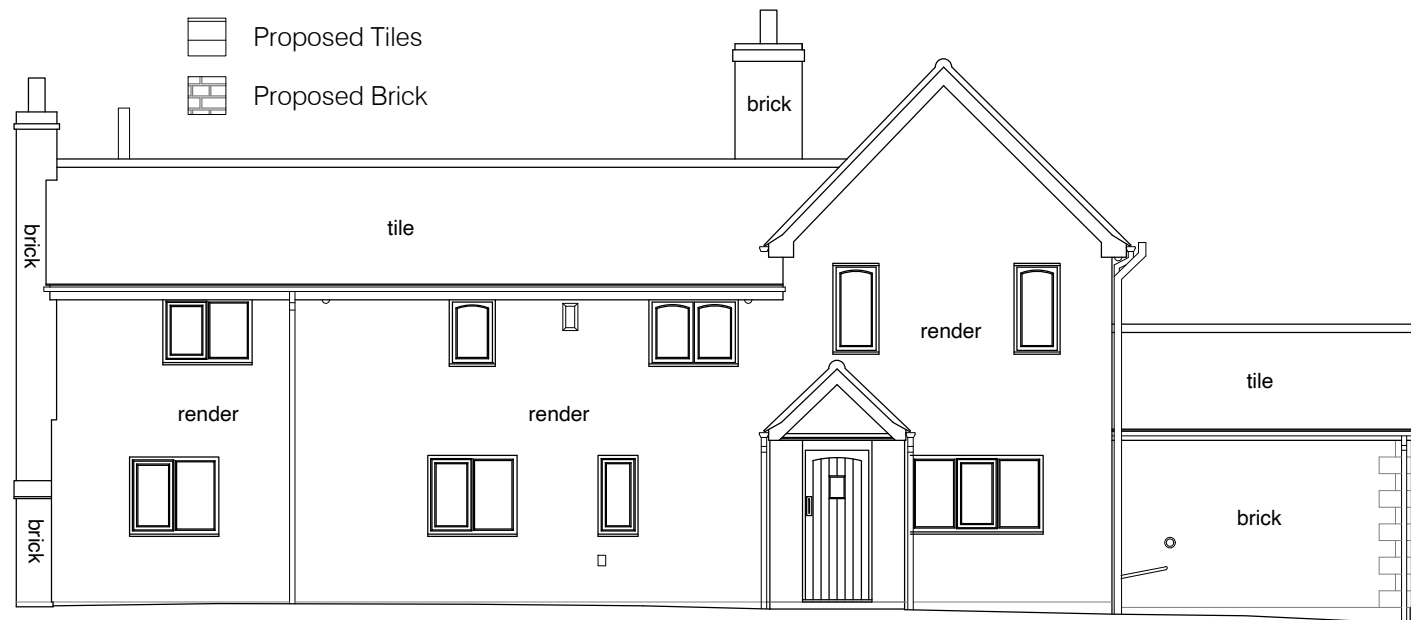 Proposed Tiles
Proposed Brick
brick
brick
tile
render
tile
render
render
brick
brick